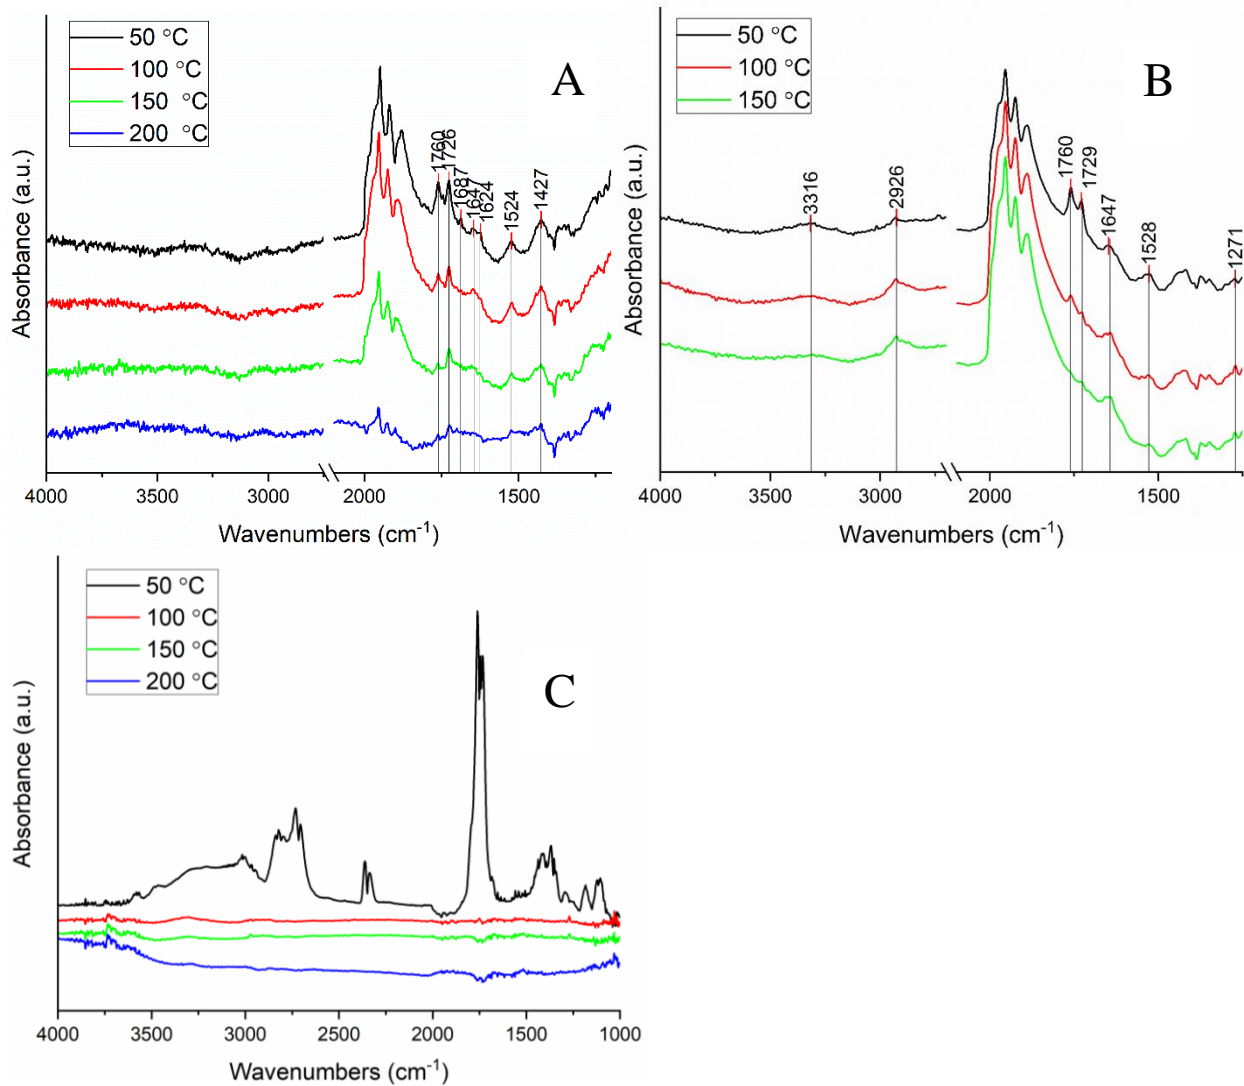 A
50 °C
100 °C
150 °C
200 °C
Absorbance (a.u.)
1760
1726
1687
1647
1624
1524
1427
4000 3500 3000 2000 1500
Wavenumbers (cm⁻¹)
B
50 °C
100 °C
150 °C
Absorbance (a.u.)
3316
2926
1760
1729
1647
1528
1271
4000 3500 3000 2000 1500
Wavenumbers (cm⁻¹)
C
50 °C
100 °C
150 °C
200 °C
Absorbance (a.u.)
4000 3500 3000 2500 2000 1500 1000
Wavenumbers (cm⁻¹)